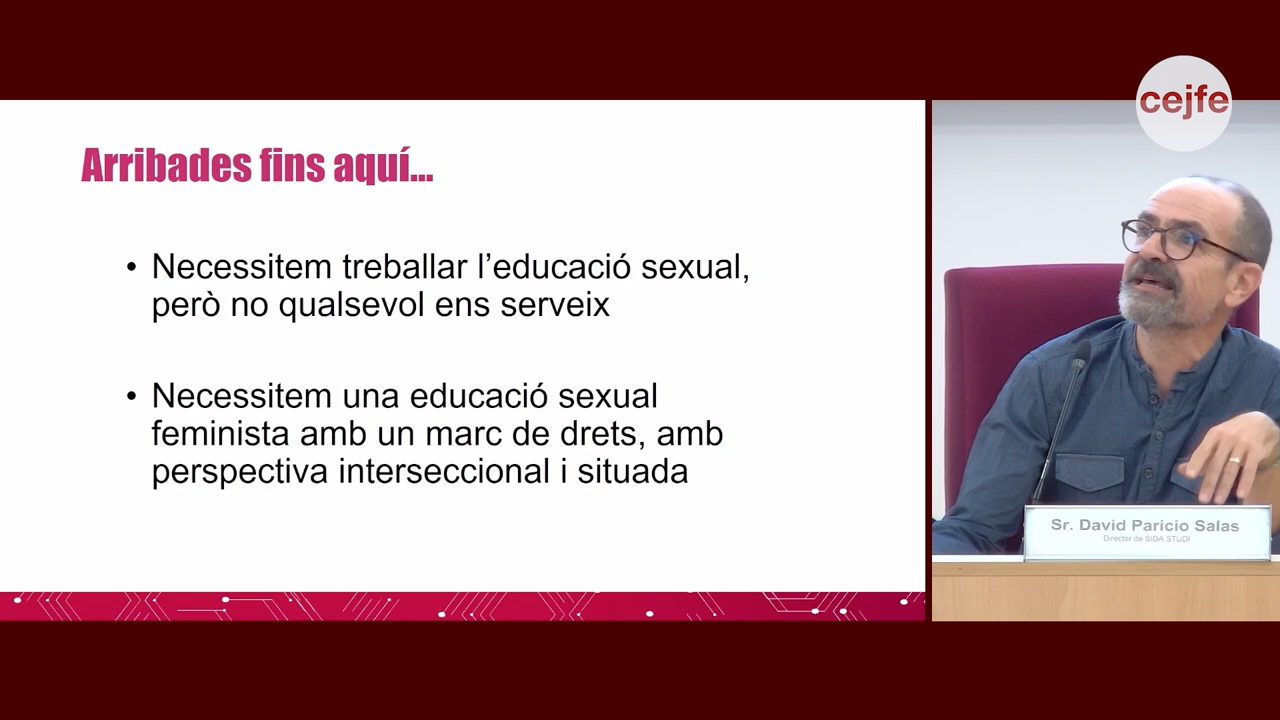 cejfe
Arribades fins aquí...
• Necessitem treballar l’educació sexual,
però no qualsevol ens serveix
• Necessitem una educació sexual
feminista amb un marc de drets, amb
perspectiva interseccional i situada
Sr. David Paricio Salas
Director de SIDA STUDI